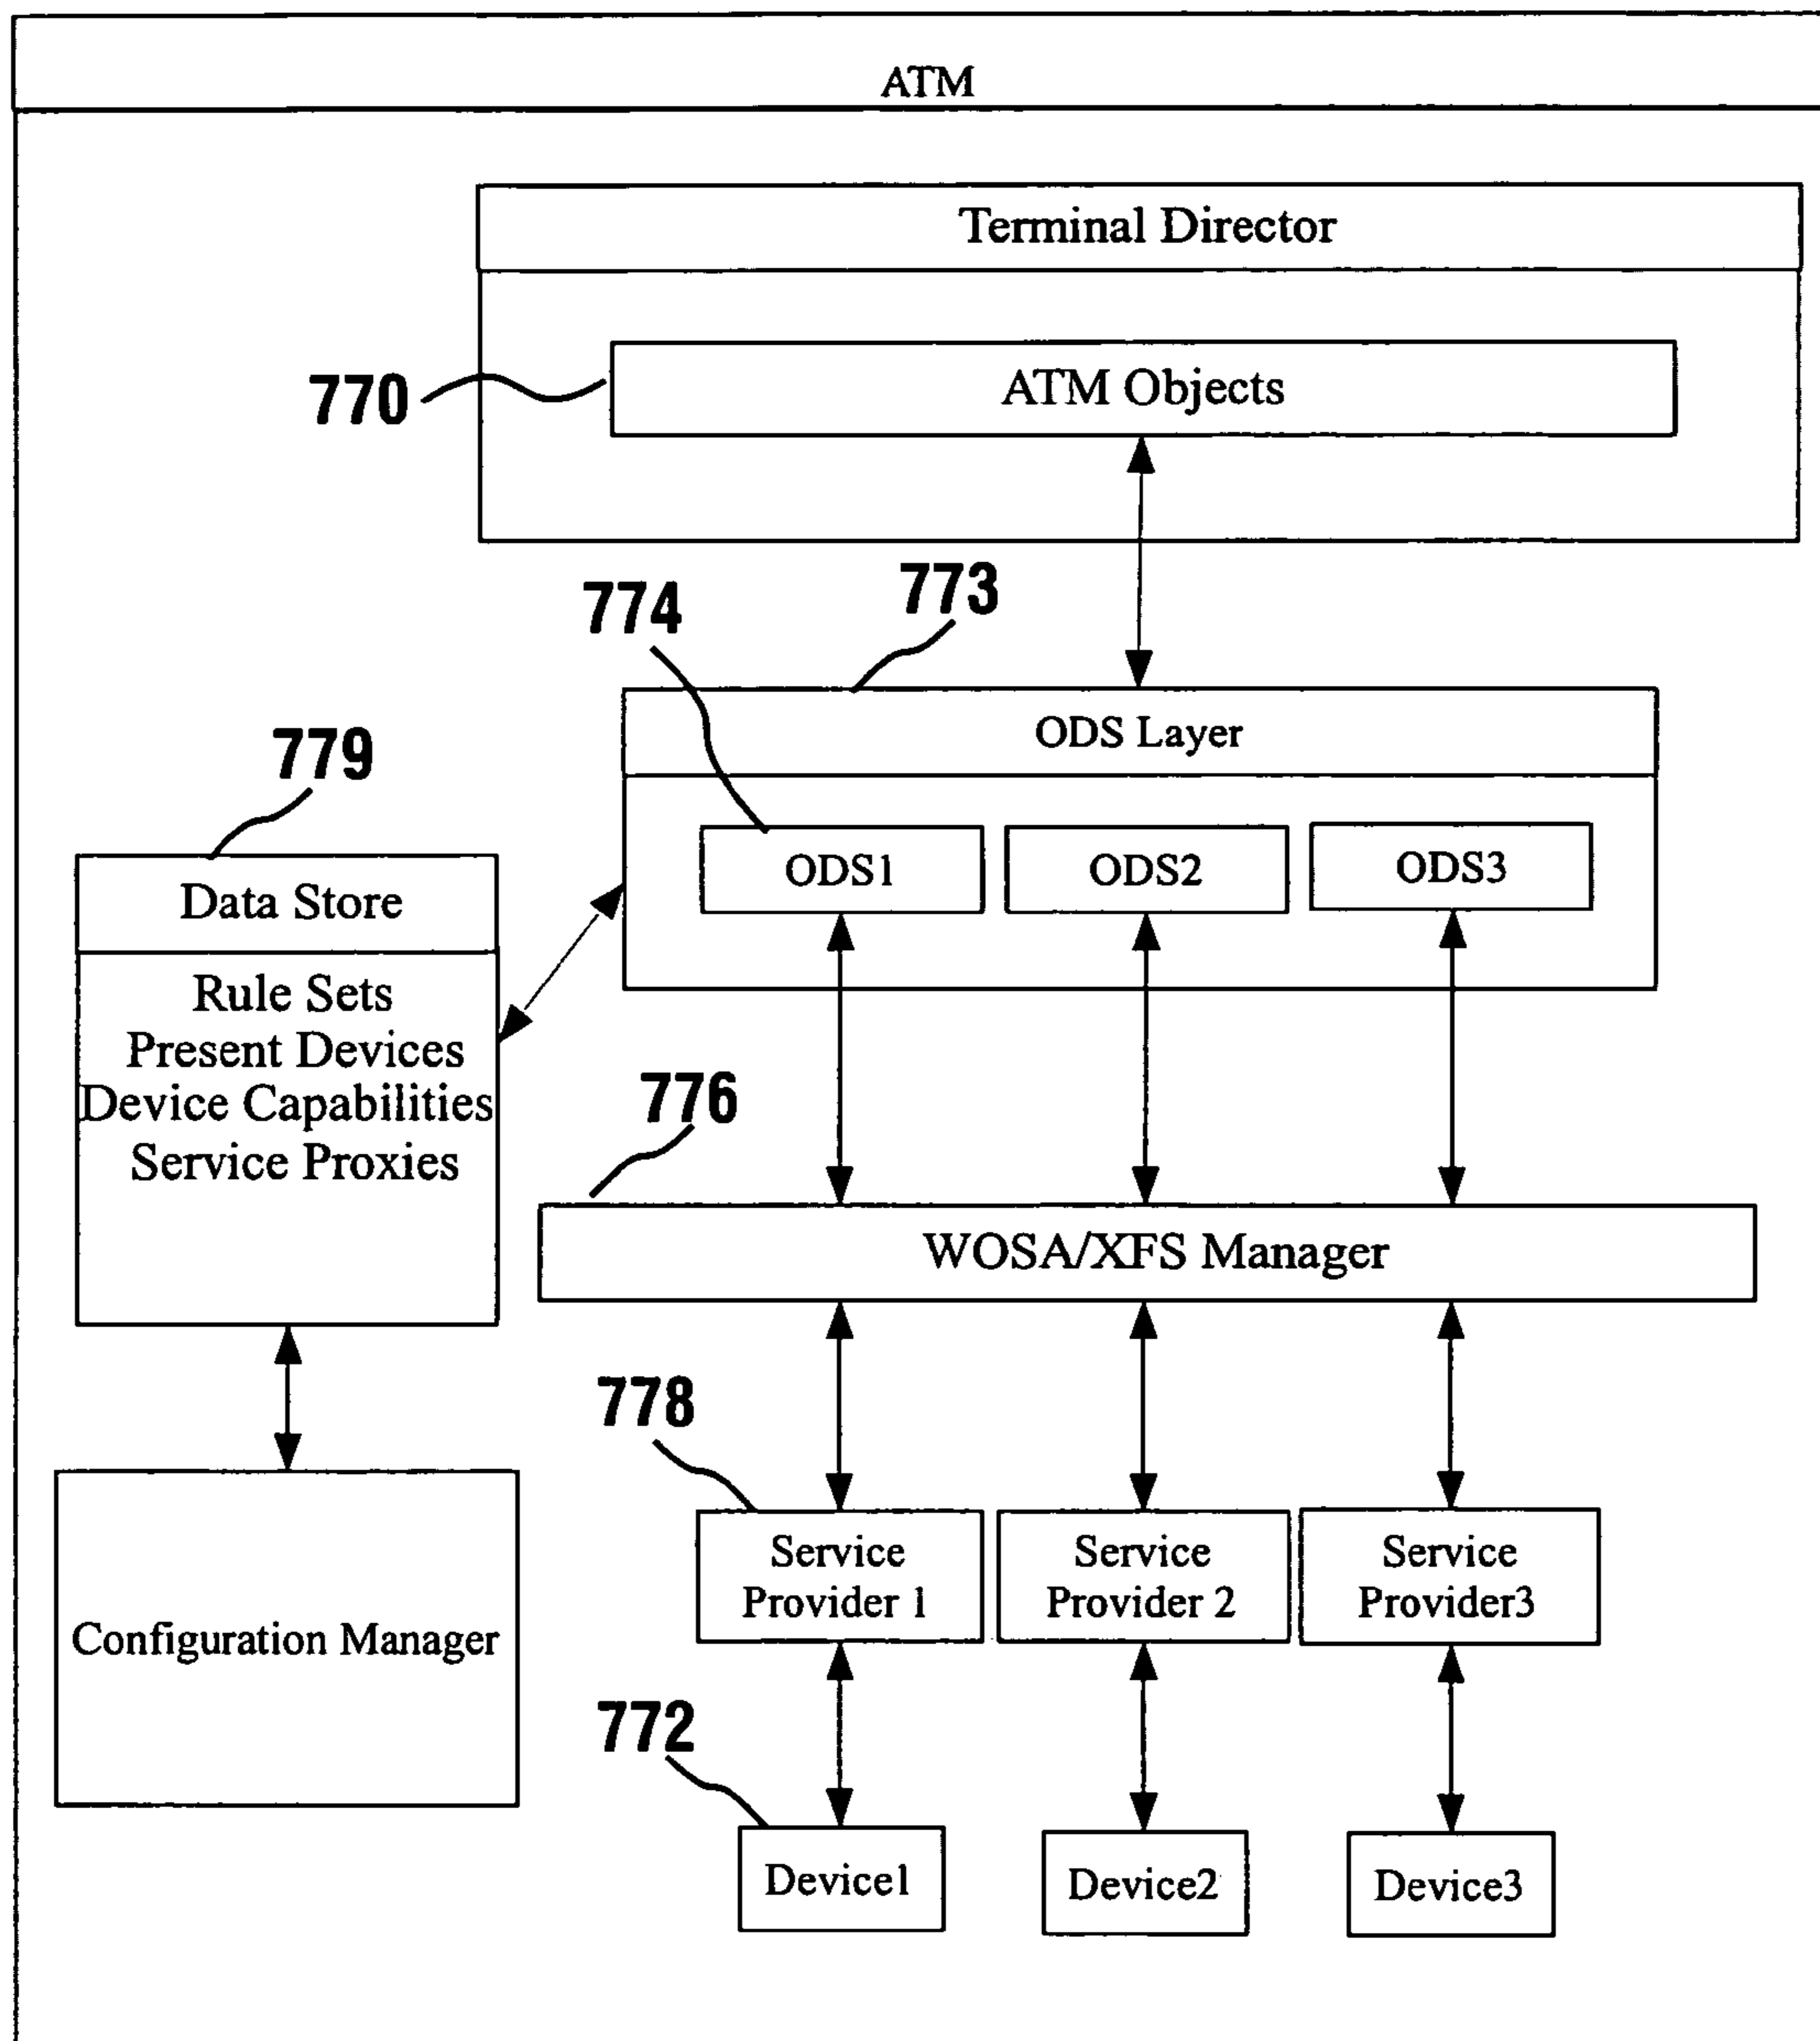 ATM
Terminal Director
770
ATM Objects
774
773
ODS Layer
779
ODS1
ODS2
ODS3
Data Store
Rule Sets
Present Devices
Device Capabilities
Service Proxies
776
WOSA/XFS Manager
778
Service
Provider 1
Service
Provider 2
Service
Provider3
Configuration Manager
772
Device1
Device2
Device3